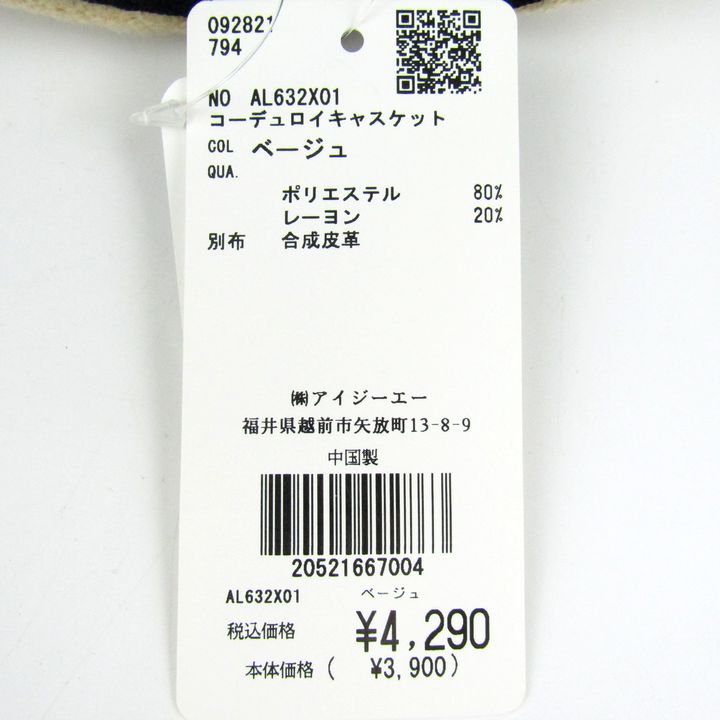 092821
794
NO AL632X01
コーデュロイキャスケット
COL ベージュ
QUA.
ポリエステル 80%
レーヨン 20%
別布 合成皮革
㈱アイジーエー
福井県越前市矢放町13-8-9
中国製
20521667004
AL632X01 ベージュ
税込価格 ¥4,290
本体価格( ¥3,900)